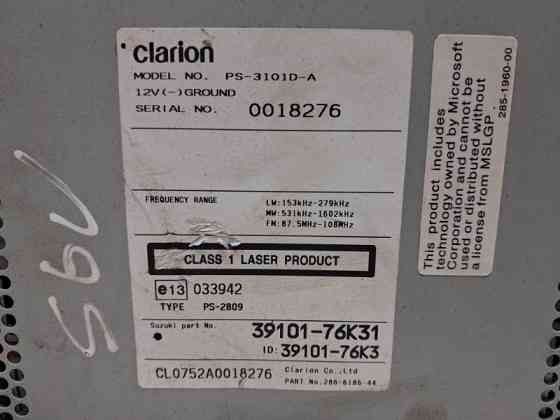 clarion
MODEL NO. PS-3101D-A
12V(-)GROUND
SERIAL NO. 0018276
FREQUENCY RANGE
LW:153kHz-279kHz
MW:531kHz-1602kHz
FM:87.5MHz-108MHz
CLASS 1 LASER PRODUCT
e13 033942
TYPE PS-2809
Suzuki part No. 39101-76K31
ID: 39101-76K3
CL0752A0018276
Clarion Co.,Ltd
PART No.286-6186-44
This product includes
technology owned by Microsoft
Corporation and cannot be
used or distributed without
a license from MSLGP.
285-1960-00